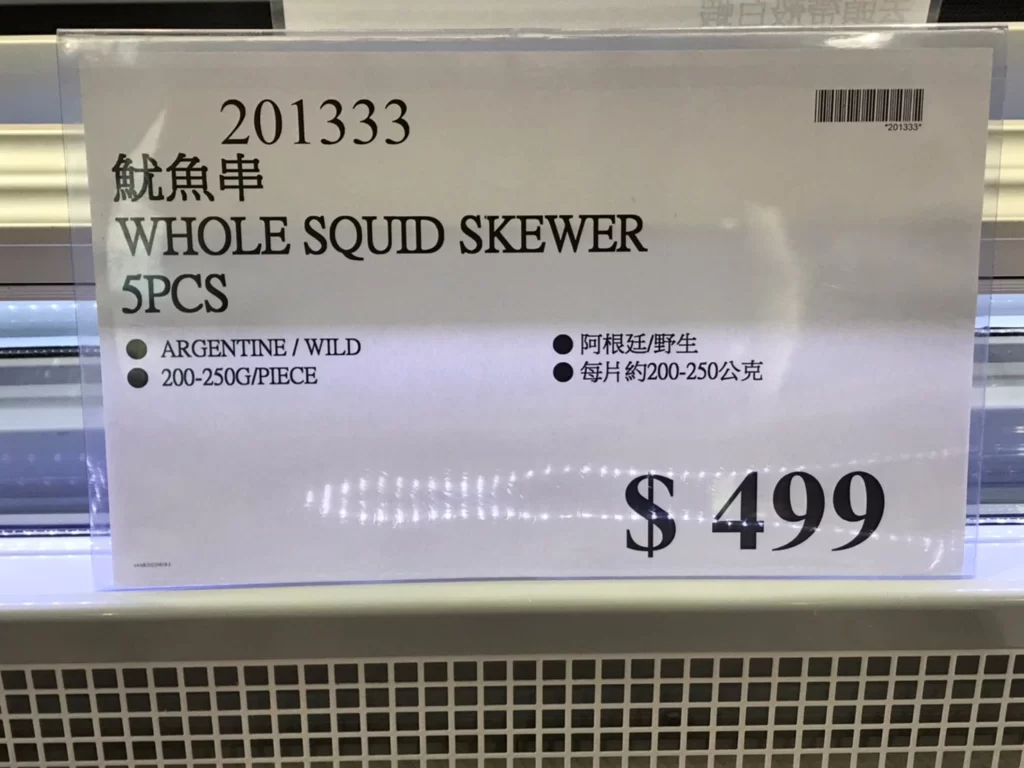 201333
*201333*
魷魚串
WHOLE SQUID SKEWER
5PCS
● ARGENTINE / WILD
● 200-250G/PIECE
● 阿根廷/野生
● 每片約200-250公克
$ 499